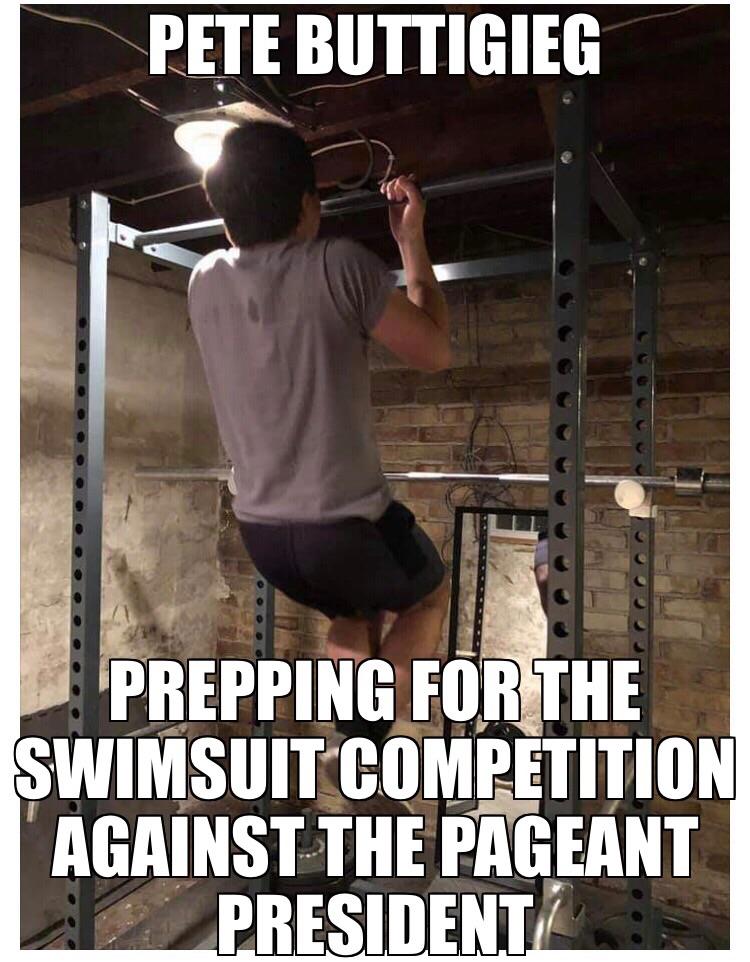 PETE BUTTIGIEG
PREPPING FOR THE
SWIMSUIT COMPETITION
AGAINST THE PAGEANT
PRESIDENT